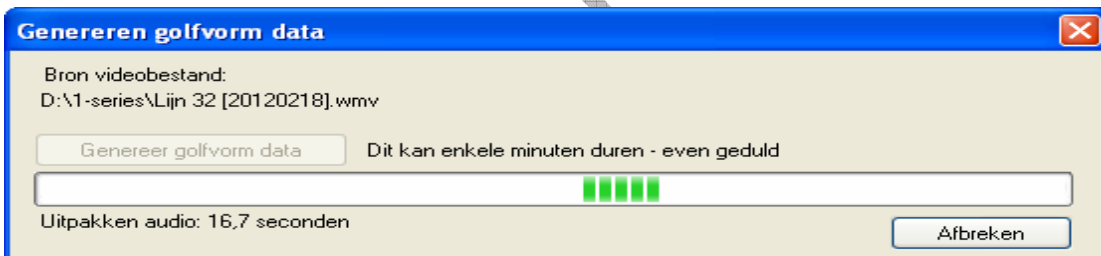 Genereren golfvorm data
Bron videobestand:
D:\1-series\Lijn 32 [20120218].wmv
Genereer golfvorm data Dit kan enkele minuten duren - even geduld
Uitpakken audio: 16,7 seconden
Afbreken